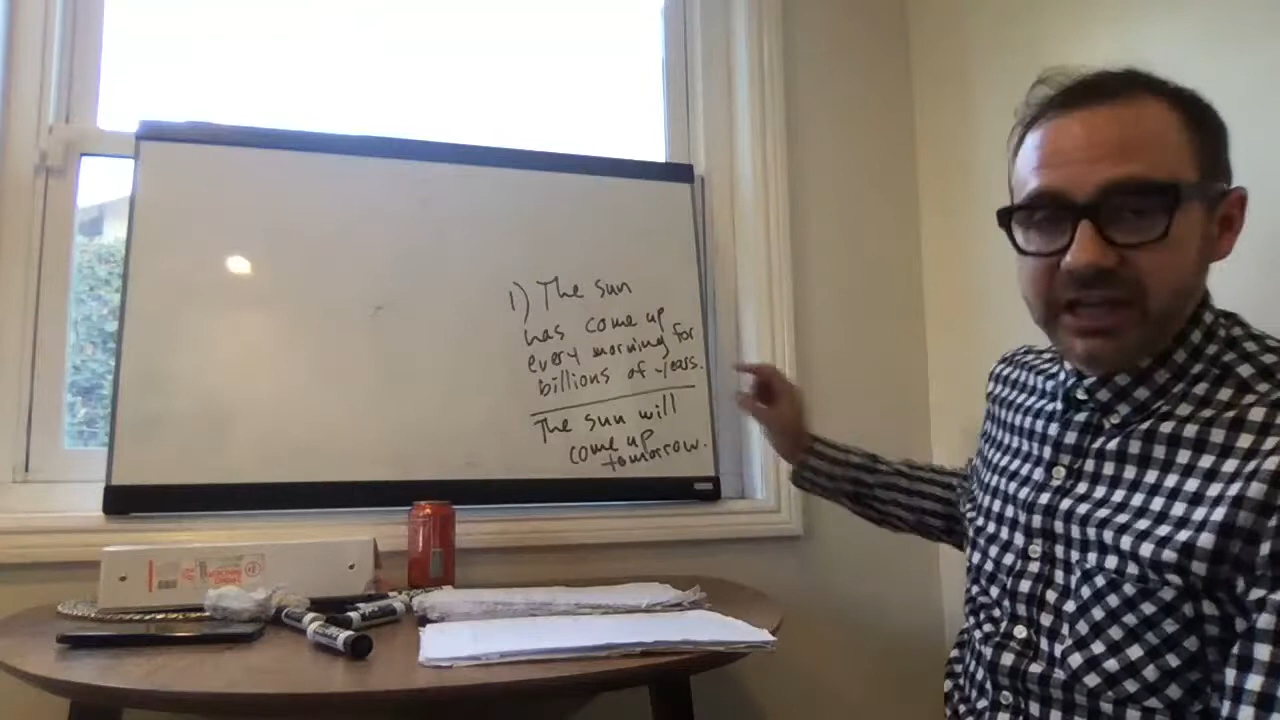 1) The sun
has come up
every morning for
billions of years.
The sun will
come up
tomorrow.